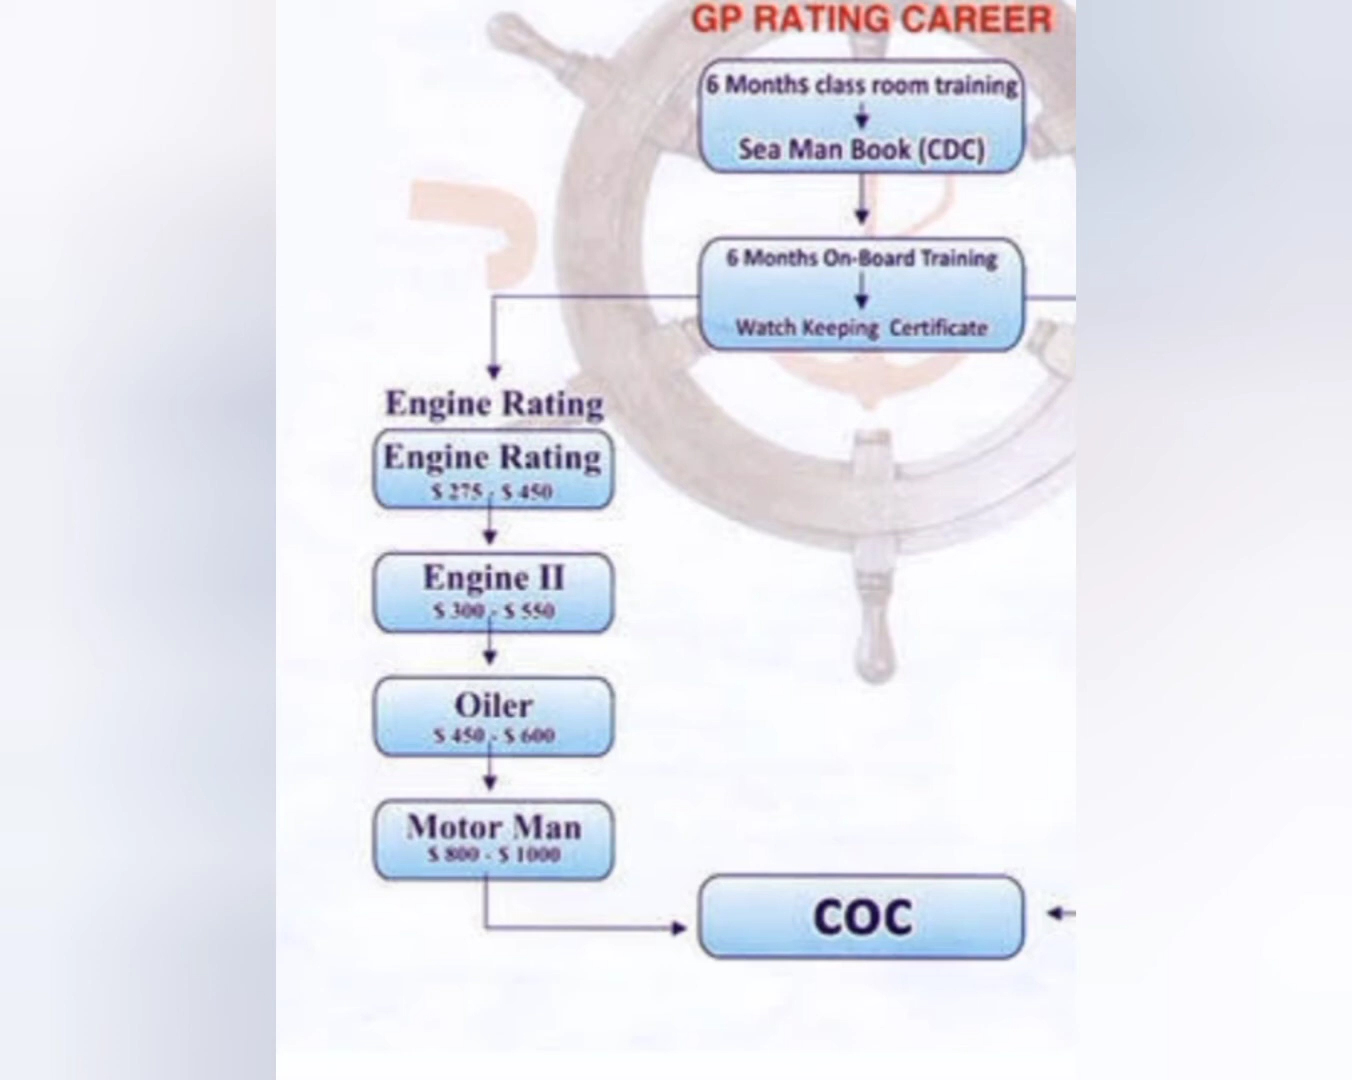 GP RATING CAREER
6 Months class room training
Sea Man Book (CDC)
6 Months On-Board Training
Watch Keeping Certificate
Engine Rating
Engine Rating
$ 275 - $ 450
Engine II
$ 300 - $ 550
Oiler
$ 450 - $ 600
Motor Man
$ 800 - $ 1000
COC